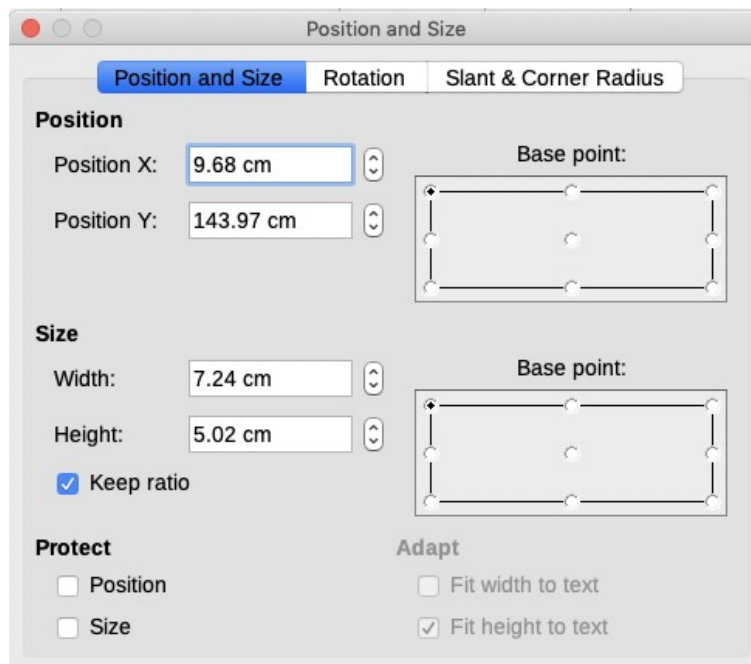 Position and Size
Position and Size Rotation Slant & Corner Radius
Position
Position X: 9.68 cm
Base point:
Position Y: 143.97 cm
Size
Width: 7.24 cm
Base point:
Height: 5.02 cm
Keep ratio
Protect Adapt
Position Fit width to text
Size Fit height to text